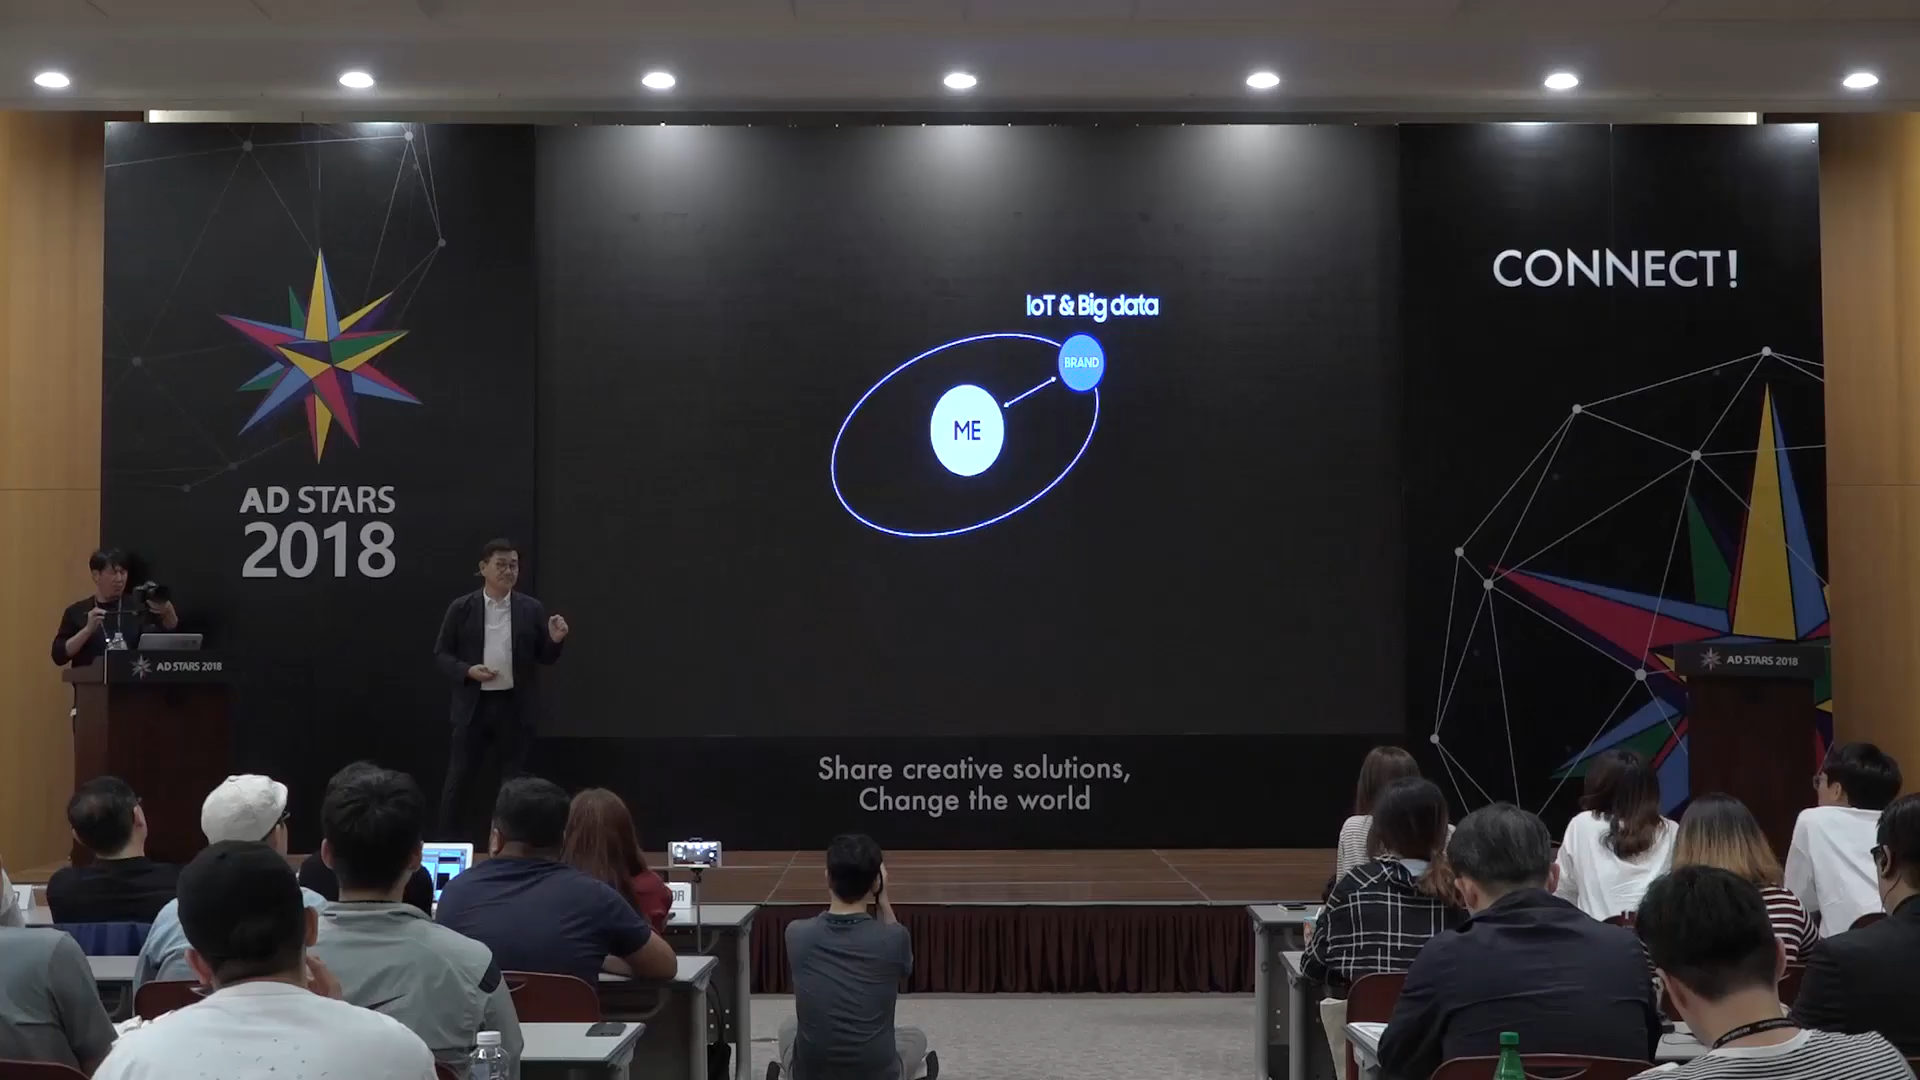 CONNECT!
IoT & Big data
BRAND
ME
AD STARS
2018
AD STARS 2018
AD STARS 2018
Share creative solutions,
Change the world